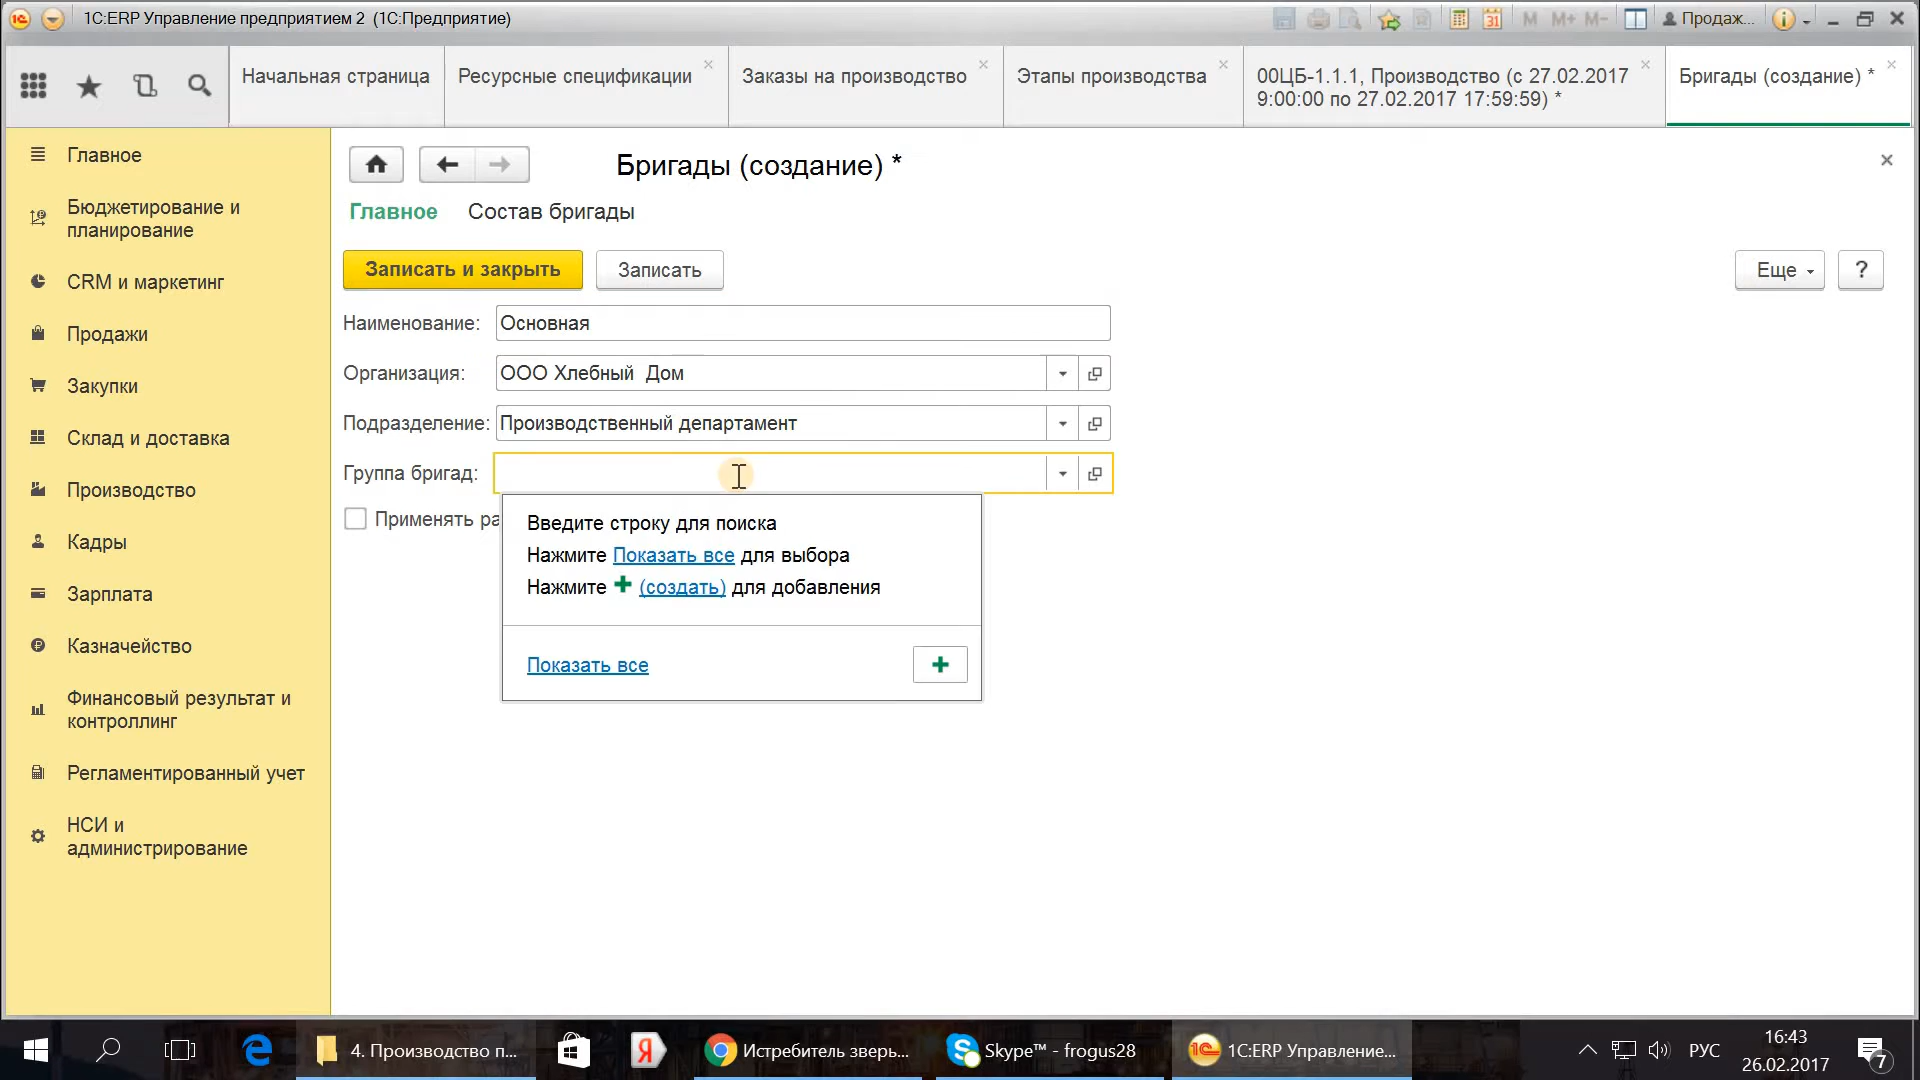 1С:ERP Управление предприятием 2 (1С:Предприятие)
M M+ M-
Продаж...
Начальная страница
Ресурсные спецификации
Заказы на производство
Этапы производства
00ЦБ-1.1.1, Производство (с 27.02.2017
9:00:00 по 27.02.2017 17:59:59) *
Бригады (создание) *
Главное
Бюджетирование и
планирование
CRM и маркетинг
Продажи
Закупки
Склад и доставка
Производство
Кадры
Зарплата
Казначейство
Финансовый результат и
контроллинг
Регламентированный учет
НСИ и
администрирование
Бригады (создание) *
Главное
Состав бригады
Записать и закрыть
Записать
Еще
?
Наименование: Основная
Организация: ООО Хлебный Дом
Подразделение: Производственный департамент
Группа бригад:
Применять ра
Введите строку для поиска
Нажмите Показать все для выбора
Нажмите + (создать) для добавления
Показать все
4. Производство п...
Истребитель зверь...
Skype™ - frogus28
1С:ERP Управление...
РУС
16:43
26.02.2017
7